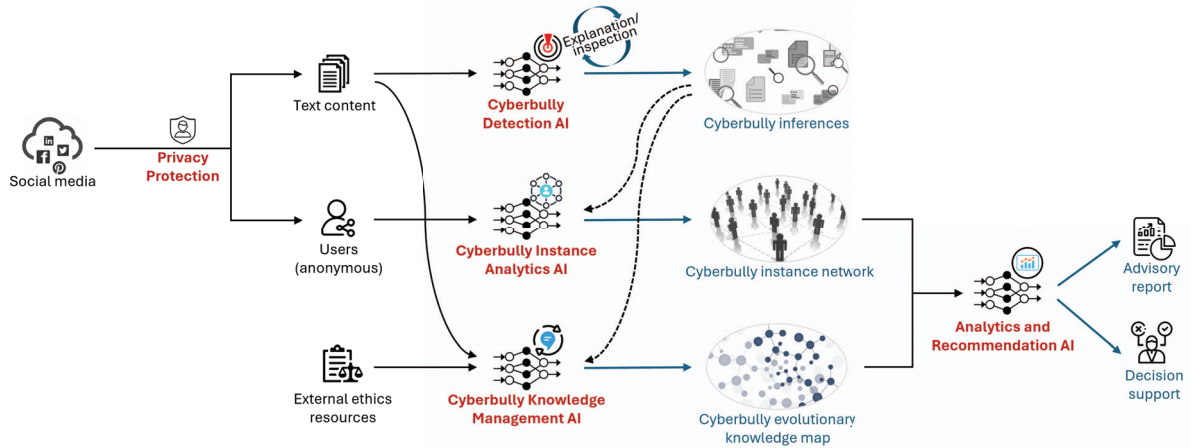 Explanation/
inspection
Text content
Cyberbully
Detection AI
Cyberbully inferences
in
Social media
Privacy
Protection
Users
(anonymous)
Cyberbully Instance
Analytics AI
Cyberbully instance network
Advisory
report
Analytics and
Recommendation AI
External ethics
resources
Cyberbully Knowledge
Management AI
Cyberbully evolutionary
knowledge map
Decision
support